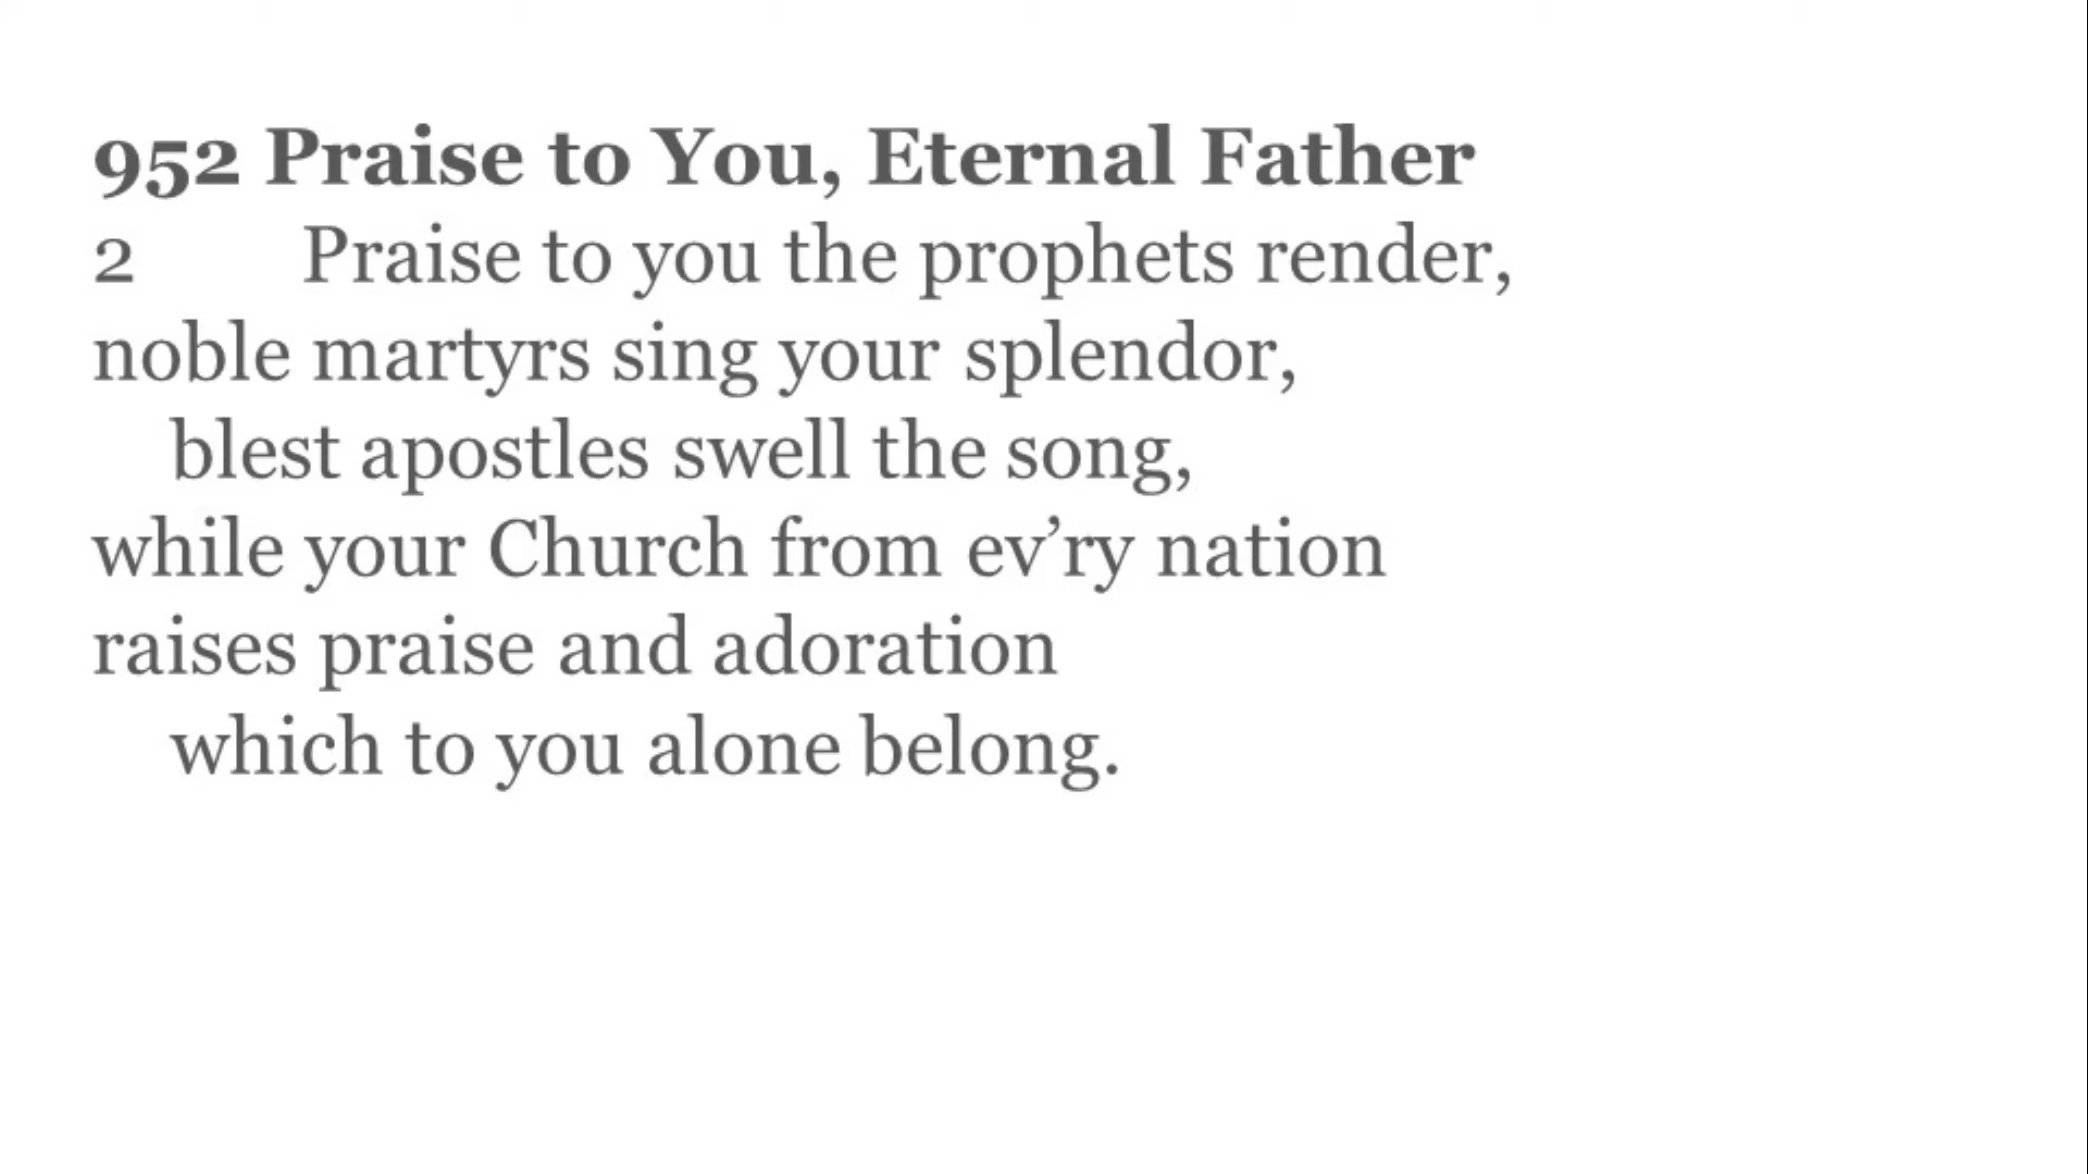 952 Praise to You, Eternal Father
2 Praise to you the prophets render,
noble martyrs sing your splendor,
blest apostles swell the song,
while your Church from ev’ry nation
raises praise and adoration
which to you alone belong.